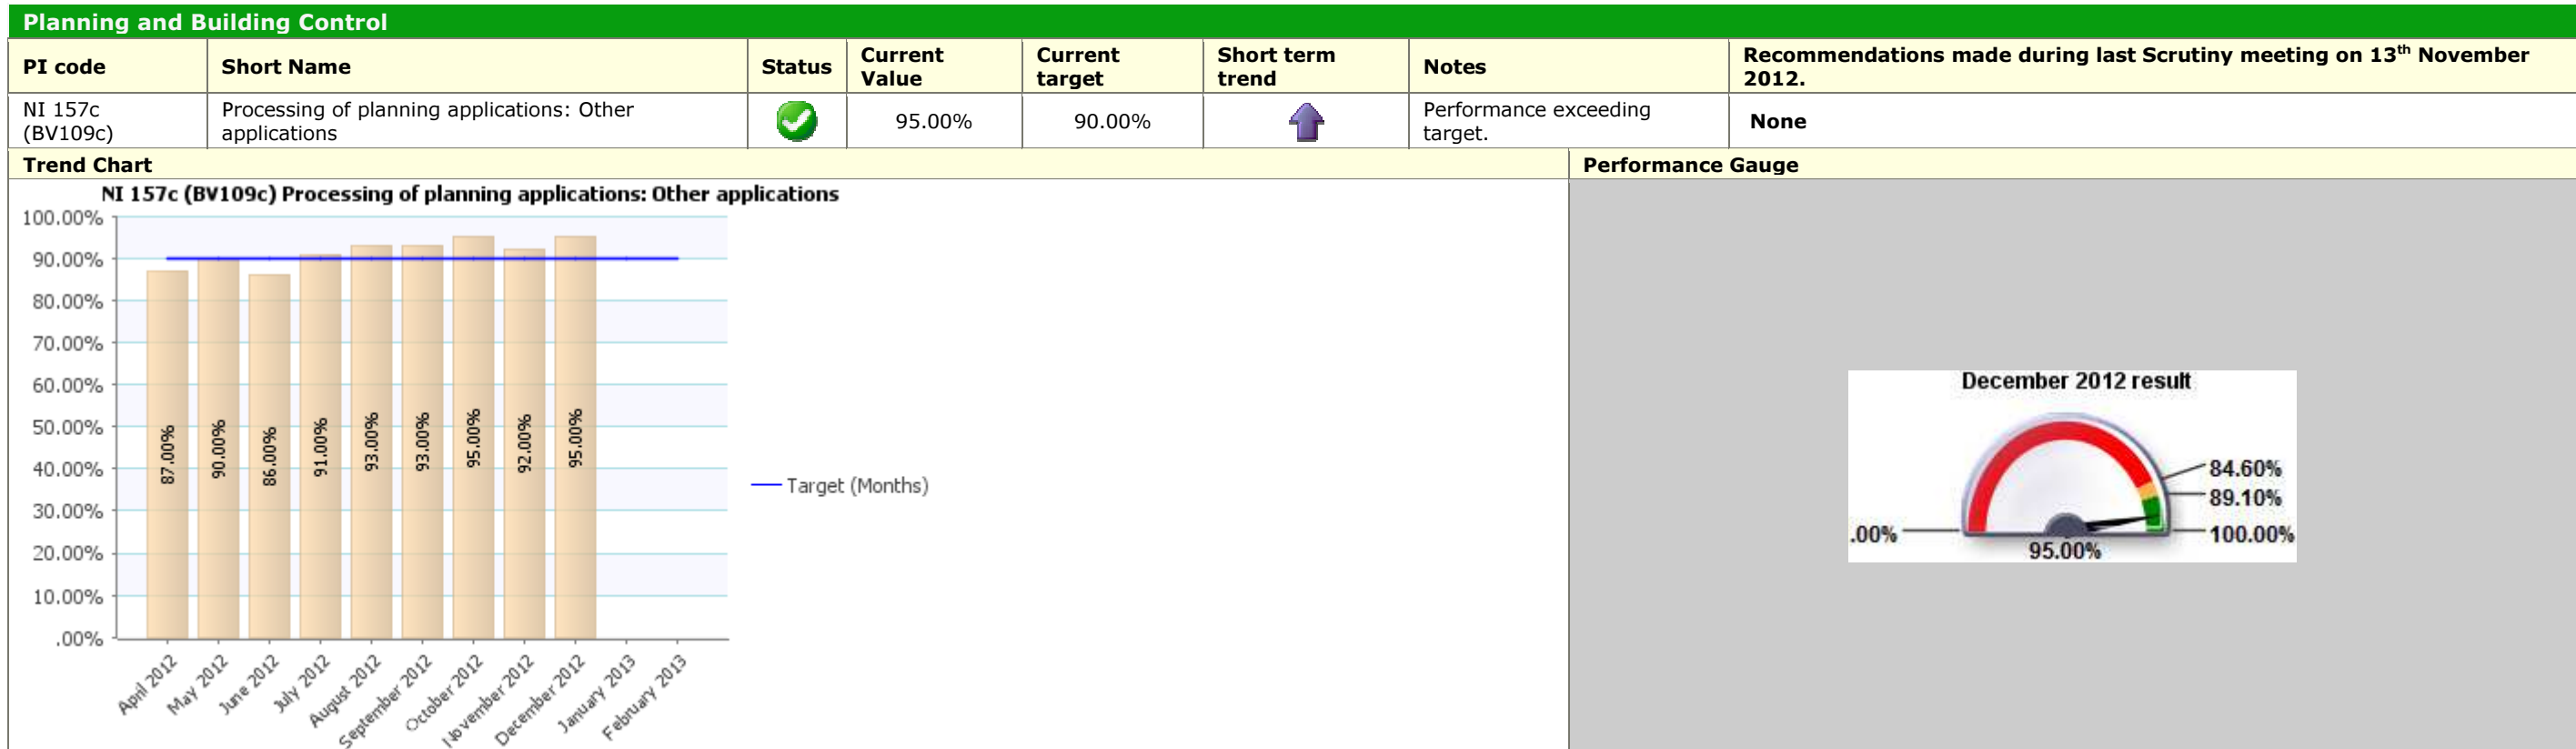 Planning and Building Control
PI code
Short Name
Status
Current
Value
Current
target
Short term
trend
Notes
Recommendations made during last Scrutiny meeting on 13th November
2012.
NI 157c
(BV109c)
Processing of planning applications: Other
applications
95.00%
90.00%
Performance exceeding
target.
None
Trend Chart
Performance Gauge
NI 157c (BV109c) Processing of planning applications: Other applications
100.00%
90.00%
80.00%
70.00%
60.00%
50.00%
40.00%
30.00%
20.00%
10.00%
.00%
87.00%
90.00%
86.00%
91.00%
93.00%
93.00%
95.00%
92.00%
95.00%
April 2012
May 2012
June 2012
July 2012
August 2012
September 2012
October 2012
November 2012
December 2012
January 2013
February 2013
Target (Months)
December 2012 result
84.60%
89.10%
100.00%
.00%
95.00%